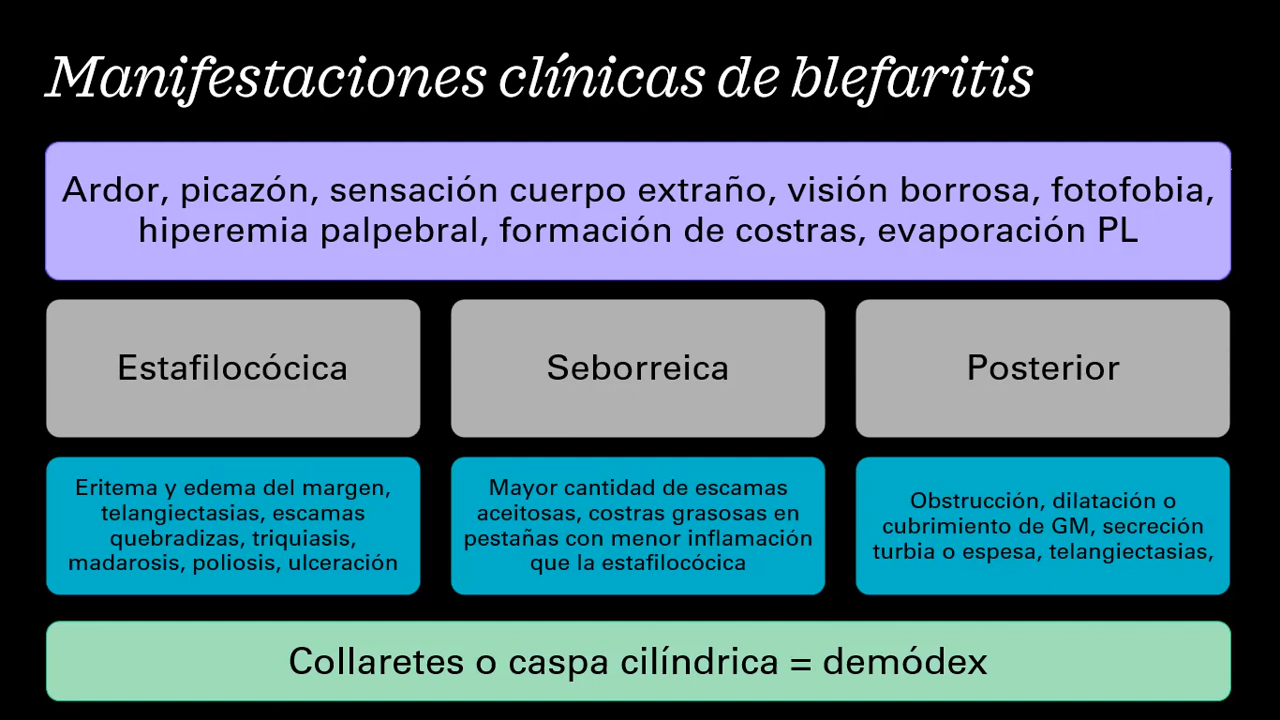 Manifestaciones clínicas de blefaritis
Ardor, picazón, sensación cuerpo extraño, visión borrosa, fotofobia,
hiperemia palpebral, formación de costras, evaporación PL
Estafilocócica
Seborreica
Posterior
Eritema y edema del margen,
telangiectasias, escamas
quebradizas, triquiasis,
madarosis, poliosis, ulceración
Mayor cantidad de escamas
aceitosas, costras grasosas en
pestañas con menor inflamación
que la estafilocócica
Obstrucción, dilatación o
cubrimiento de GM, secreción
turbia o espesa, telangiectasias,
Collaretes o caspa cilíndrica = demódex